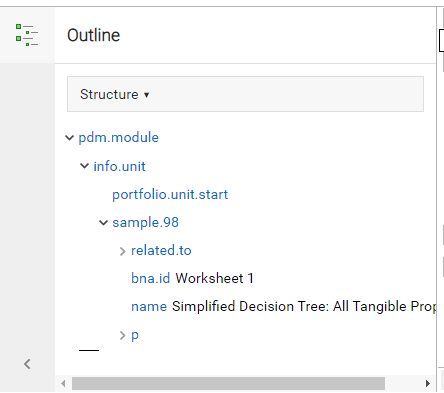 Outline
Structure
pdm.module
info.unit
portfolio.unit.start
sample.98
related.to
bna.id Worksheet 1
name Simplified Decision Tree: All Tangible Prop
p